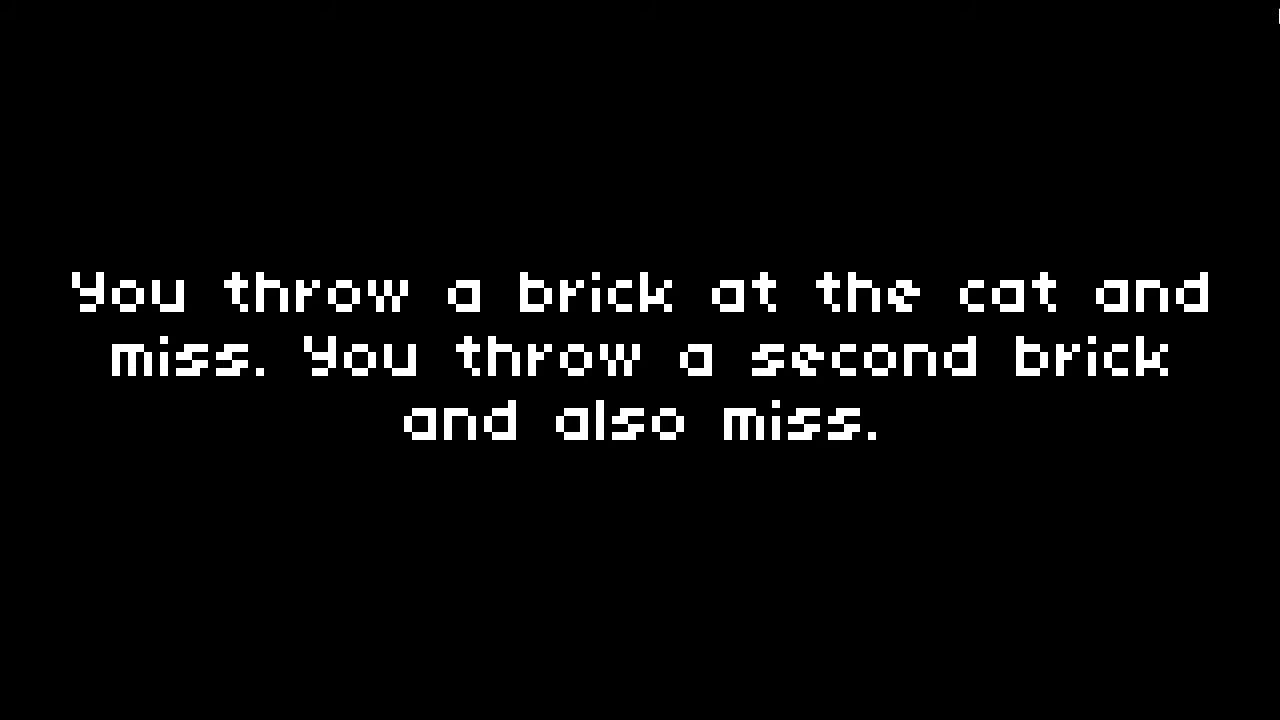 You throw a brick at the cat and
miss. You throw a second brick
and also miss.